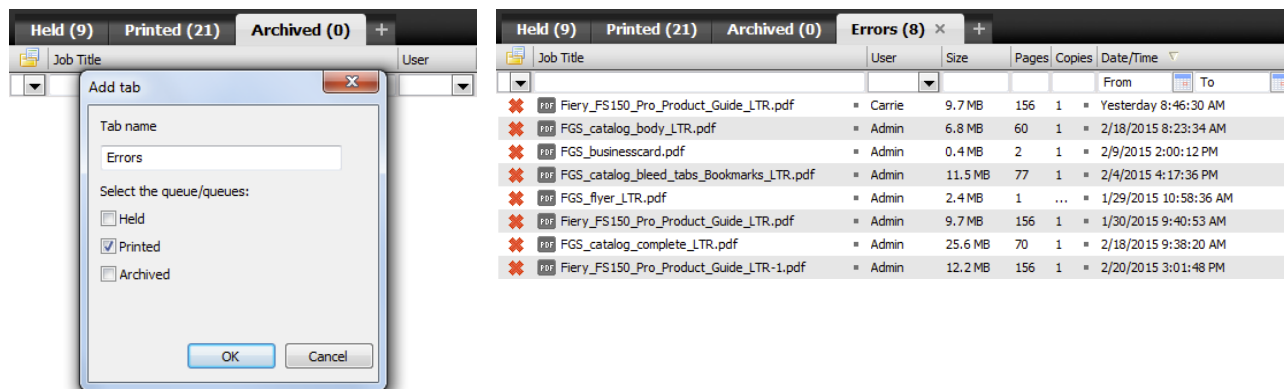 Held (9) Printed (21) Archived (0) +
Job Title User
Add tab
Tab name
Errors
Select the queue/queues:
Held
Printed
Archived
OK Cancel
Held (9) Printed (21) Archived (0) Errors (8) × +
Job Title User Size Pages Copies Date/Time
From To
PDF Fiery_FS150_Pro_Product_Guide_LTR.pdf Carrie 9.7 MB 156 1 Yesterday 8:46:30 AM
PDF FGS_catalog_body_LTR.pdf Admin 6.8 MB 60 1 2/18/2015 8:23:34 AM
PDF FGS_businesscard.pdf Admin 0.4 MB 2 1 2/9/2015 2:00:12 PM
PDF FGS_catalog_bleed_tabs_Bookmarks_LTR.pdf Admin 11.5 MB 77 1 2/4/2015 4:17:36 PM
PDF FGS_flyer_LTR.pdf Admin 2.4 MB 1 ... 1/29/2015 10:58:36 AM
PDF Fiery_FS150_Pro_Product_Guide_LTR.pdf Admin 9.7 MB 156 1 1/30/2015 9:40:53 AM
PDF FGS_catalog_complete_LTR.pdf Admin 25.6 MB 70 1 2/18/2015 9:38:20 AM
PDF Fiery_FS150_Pro_Product_Guide_LTR-1.pdf Admin 12.2 MB 156 1 2/20/2015 3:01:48 PM